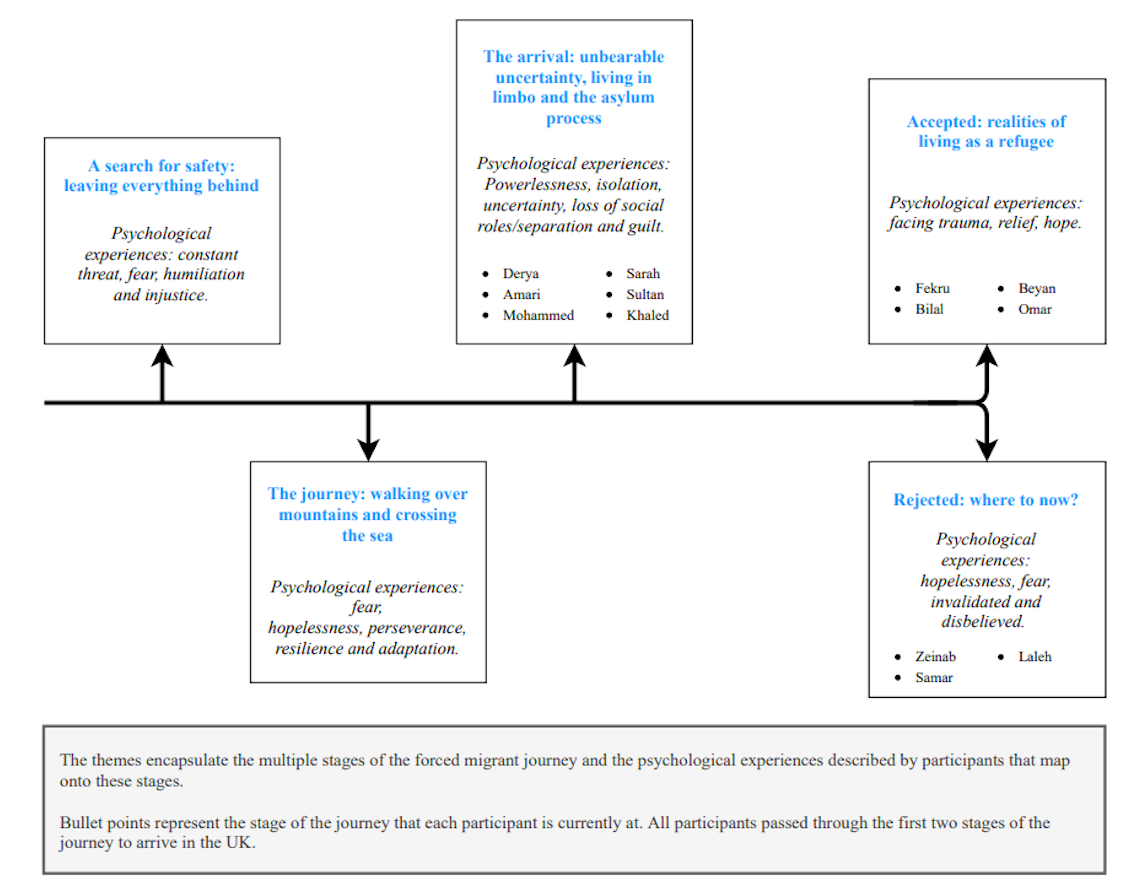 A search for safety:
leaving everything behind
Psychological
experiences: constant
threat, fear, humiliation
and injustice.
The journey: walking over
mountains and crossing
the sea
Psychological experiences:
fear,
hopelessness, perseverance,
resilience and adaptation.
The arrival: unbearable
uncertainty, living in
limbo and the asylum
process
Psychological experiences:
Powerlessness, isolation,
uncertainty, loss of social
roles/separation and guilt.
• Derya
• Amari
• Mohammed
• Sarah
• Sultan
• Khaled
Accepted: realities of
living as a refugee
Psychological experiences:
facing trauma, relief, hope.
• Fekru
• Bilal
• Beyan
• Omar
Rejected: where to now?
Psychological
experiences:
hopelessness, fear,
invalidated and
disbelieved.
• Zeinab
• Samar
• Laleh
The themes encapsulate the multiple stages of the forced migrant journey and the psychological experiences described by participants that map
onto these stages.
Bullet points represent the stage of the journey that each participant is currently at. All participants passed through the first two stages of the
journey to arrive in the UK.